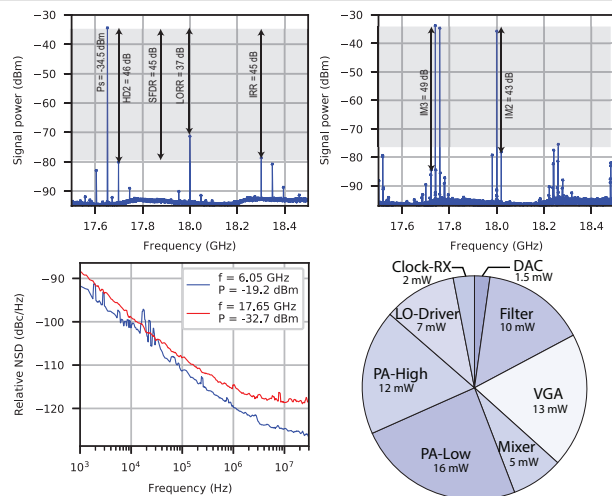 −30
−40
−50
−60
−70
−80
−90
Signal power (dBm)
Ps = -34.5 dBm
HD2 = 46 dB
SFDR = 45 dB
LORR = 37 dB
IRR = 45 dB
17.6
17.8
18.0
18.2
18.4
Frequency (GHz)
−30
−40
−50
−60
−70
−80
−90
Signal power (dBm)
IM3 = 49 dB
IM2 = 43 dB
17.6
17.8
18.0
18.2
18.4
Frequency (GHz)
−90
−100
−110
−120
Relative NSD (dBc/Hz)
f = 6.05 GHz
P = -19.2 dBm
f = 17.65 GHz
P = -32.7 dBm
10³
10⁴
10⁵
10⁶
10⁷
Frequency (Hz)
Clock-RX
2 mW
DAC
1.5 mW
LO-Driver
7 mW
Filter
10 mW
PA-High
12 mW
VGA
13 mW
PA-Low
16 mW
Mixer
5 mW